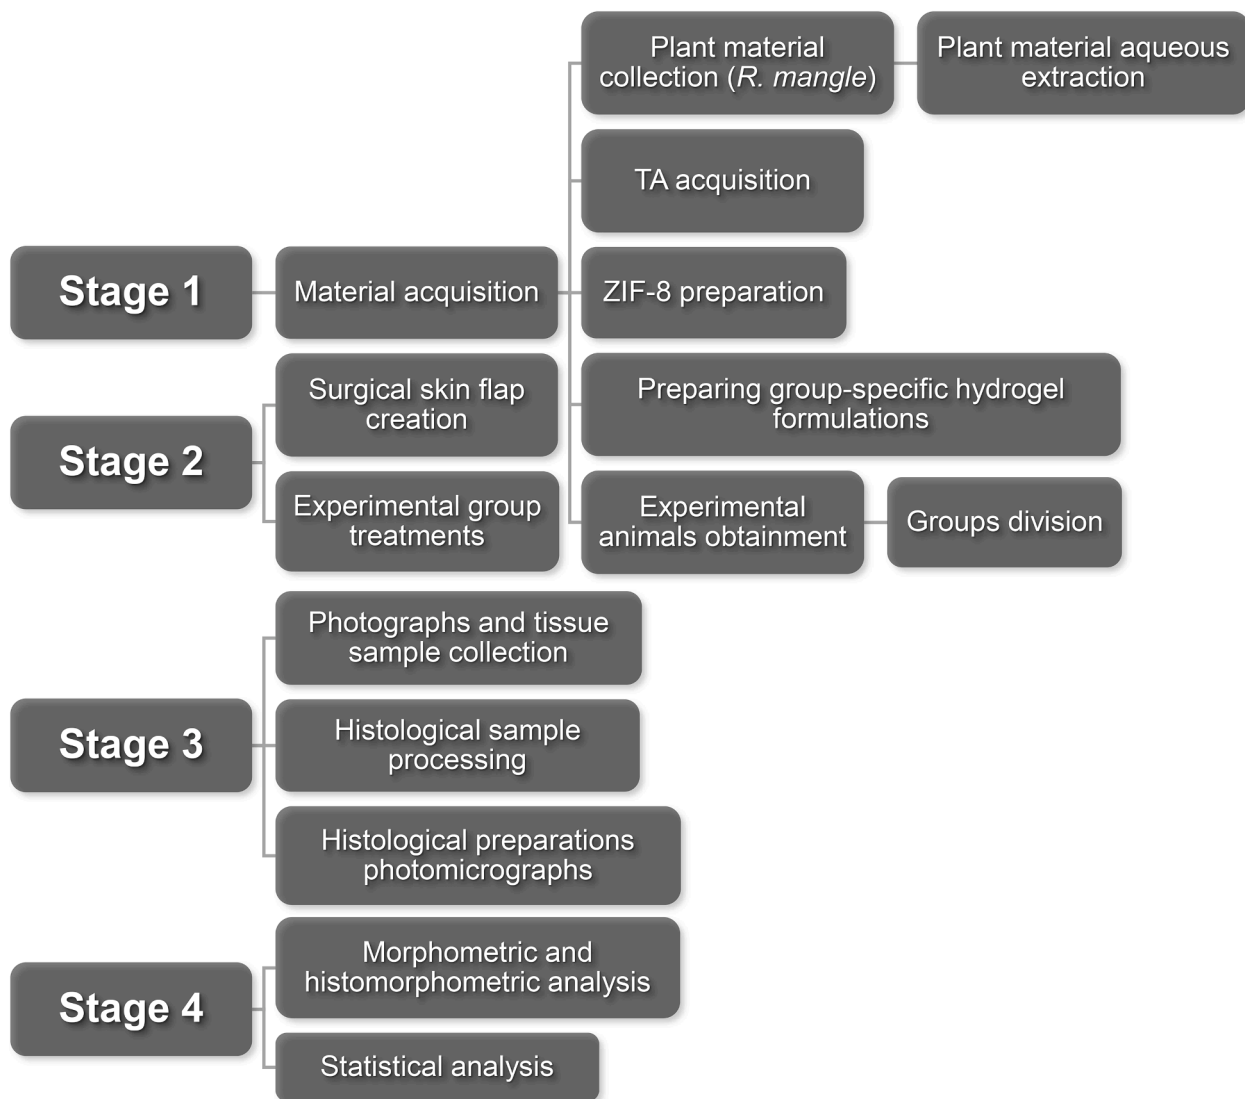 Stage 1
Material acquisition
Plant material
collection (R. mangle)
Plant material aqueous
extraction
TA acquisition
ZIF-8 preparation
Preparing group-specific hydrogel
formulations
Experimental
animals obtainment
Groups division
Stage 2
Surgical skin flap
creation
Experimental group
treatments
Stage 3
Photographs and tissue
sample collection
Histological sample
processing
Histological preparations
photomicrographs
Stage 4
Morphometric and
histomorphometric analysis
Statistical analysis